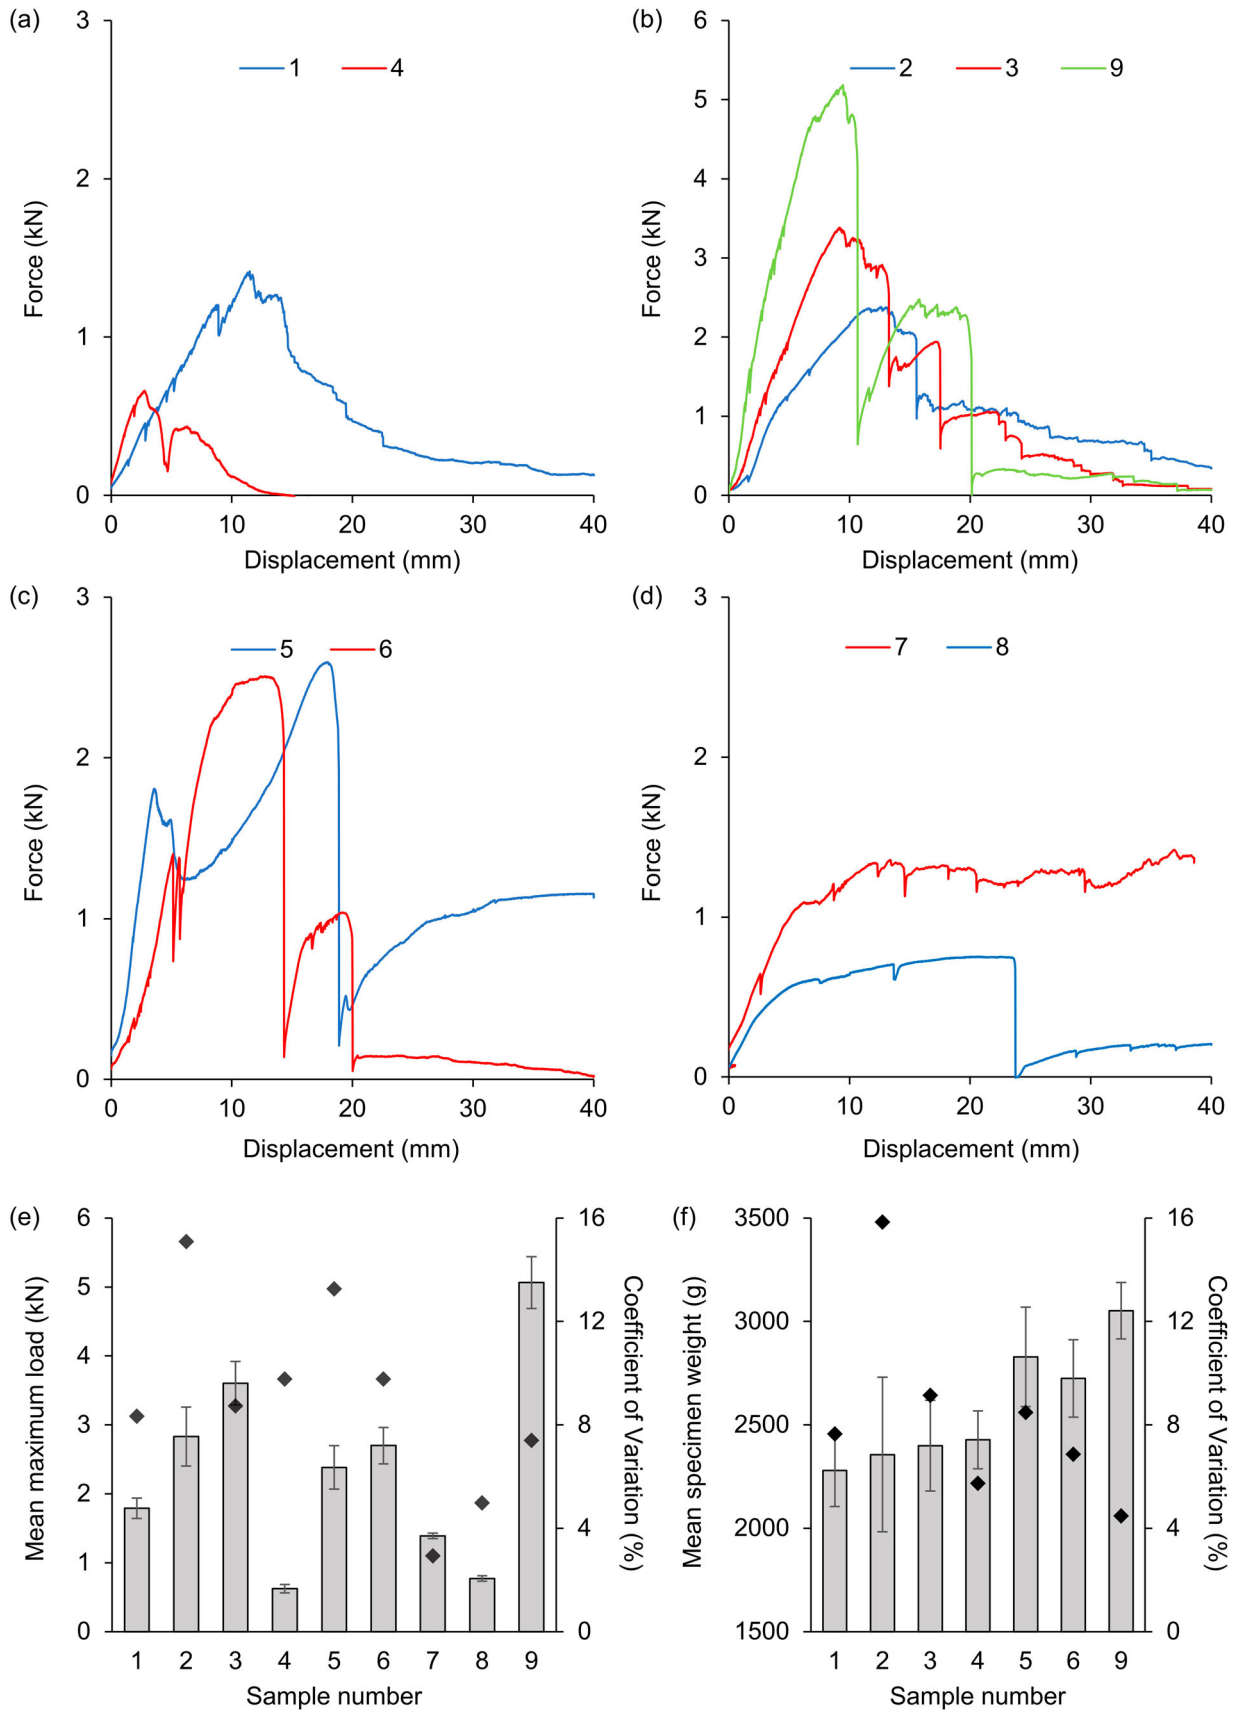 (a)
3
2
1
0
Force (kN)
1 4
0 10 20 30 40
Displacement (mm)
(b)
6
5
4
3
2
1
0
Force (kN)
2 3 9
0 10 20 30 40
Displacement (mm)
(c)
3
2
1
0
Force (kN)
5 6
0 10 20 30 40
Displacement (mm)
(d)
3
2
1
0
Force (kN)
7 8
0 10 20 30 40
Displacement (mm)
(e)
6
5
4
3
2
1
0
Mean maximum load (kN)
16
12
8
4
0
Coefficient of Variation (%)
1 2 3 4 5 6 7 8 9
Sample number
(f)
3500
3000
2500
2000
1500
Mean specimen weight (g)
16
12
8
4
0
Coefficient of Variation (%)
1 2 3 4 5 6 9
Sample number